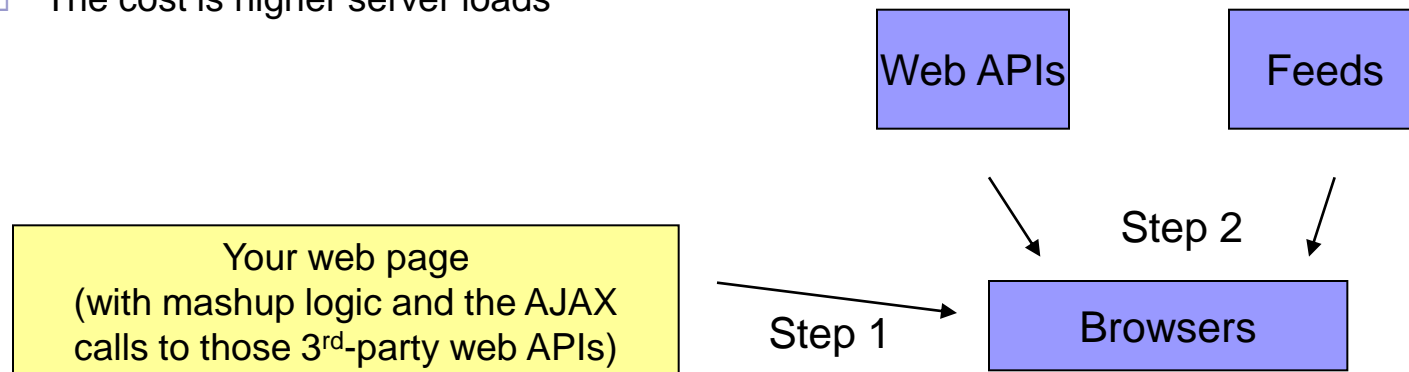 The cost is higher server loads
Web APIs
Feeds
Step 2
Your web page
(with mashup logic and the AJAX
calls to those 3rd-party web APIs)
Step 1
Browsers